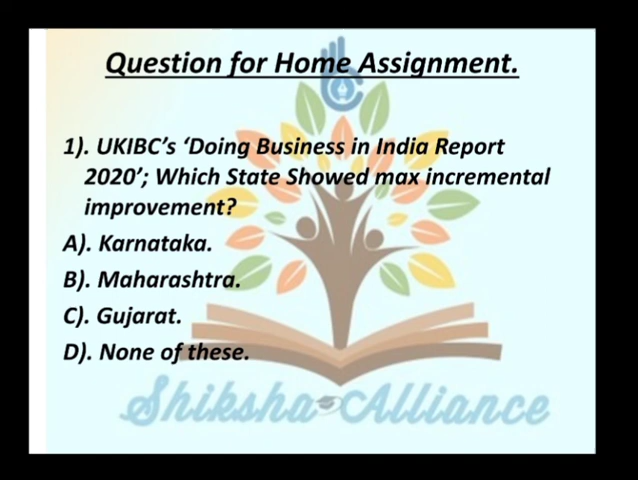 Question for Home Assignment.
1). UKIBC's 'Doing Business in India Report
2020'; Which State Showed max incremental
improvement?
A). Karnataka.
B). Maharashtra.
C). Gujarat.
D). None of these.
Shiksha Alliance